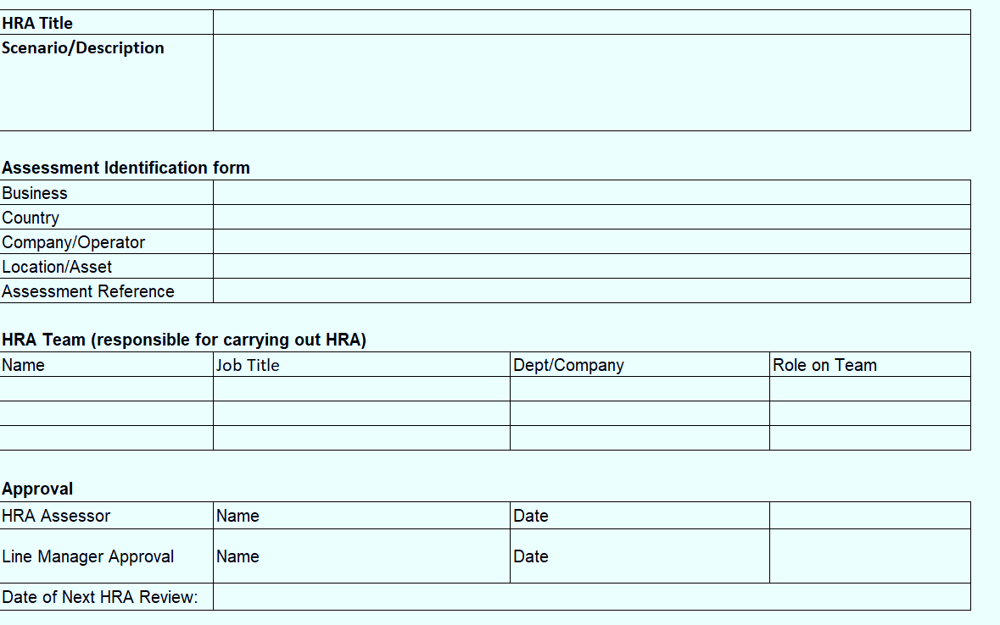 HRA Title
Scenario/Description
Assessment Identification form
Business
Country
Company/Operator
Location/Asset
Assessment Reference
HRA Team (responsible for carrying out HRA)
Name Job Title Dept/Company Role on Team
Approval
HRA Assessor Name Date
Line Manager Approval Name Date
Date of Next HRA Review: